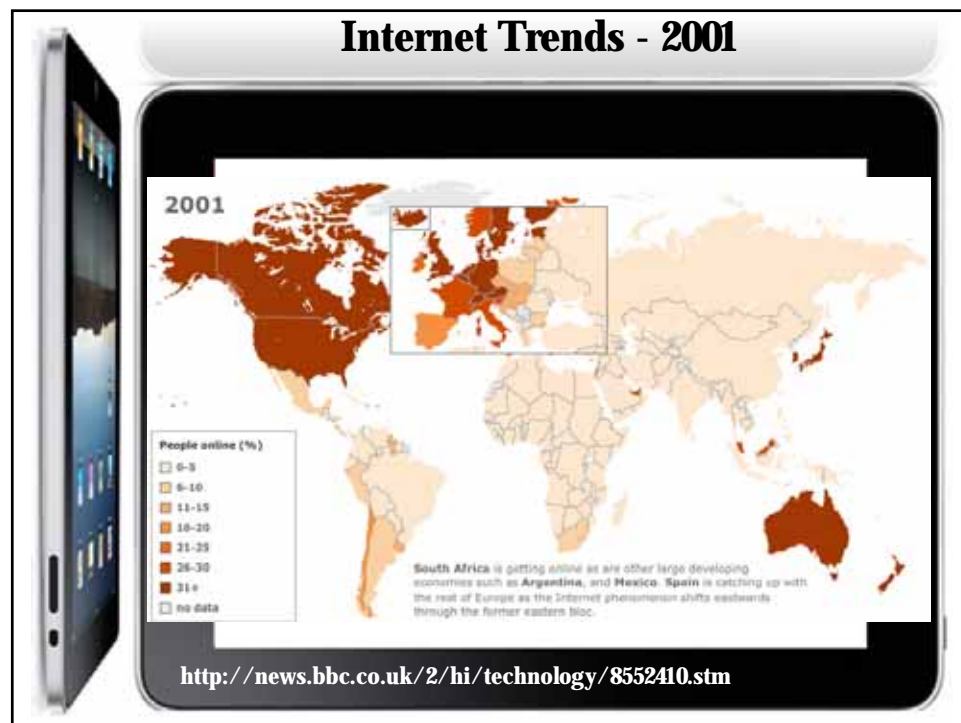 Internet Trends - 2001
2001
People online (%)
0-5
6-10
11-15
16-20
21-25
26-30
31+
no data
South Africa is getting online as are other large developing
economies such as Argentina, and Mexico. Spain is catching up with
the rest of Europe as the Internet phenomenon shifts eastwards
through the former eastern bloc.
http://news.bbc.co.uk/2/hi/technology/8552410.stm